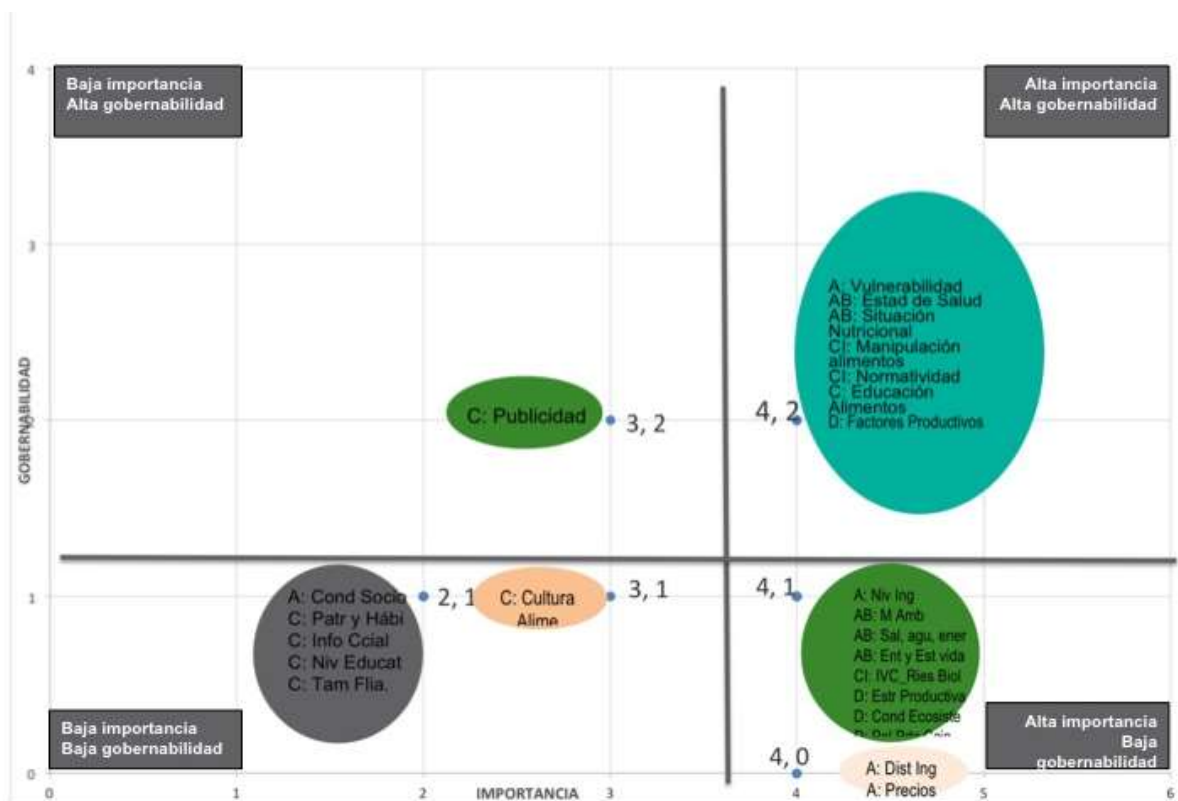 4
Baja importancia
Alta gobernabilidad
Alta importancia
Alta gobernabilidad
3
A: Vulnerabilidad
AB: Estad de Salud
AB: Situación
Nutricional
CI: Manipulación
alimentos
CI: Normatividad
C: Educación
Alimentos
D: Factores Productivos
GOBERNABILIDAD
C: Publicidad
3, 2
4, 2
1
A: Cond Socio
C: Patr y Hábi
C: Info Ccial
C: Niv Educat
C: Tam Flia.
2, 1
C: Cultura
Alime
3, 1
4, 1
A: Niv Ing
AB: M Amb
AB: Sal, agu, ener
AB: Ent y Est vida
CI: IVC_Ries Biol
D: Estr Productiva
D: Cond Ecosiste
Baja importancia
Baja gobernabilidad
Alta importancia
Baja
gobernabilidad
4, 0
A: Dist Ing
A: Precios
0
0 1 2 IMPORTANCIA 3 4 5 6